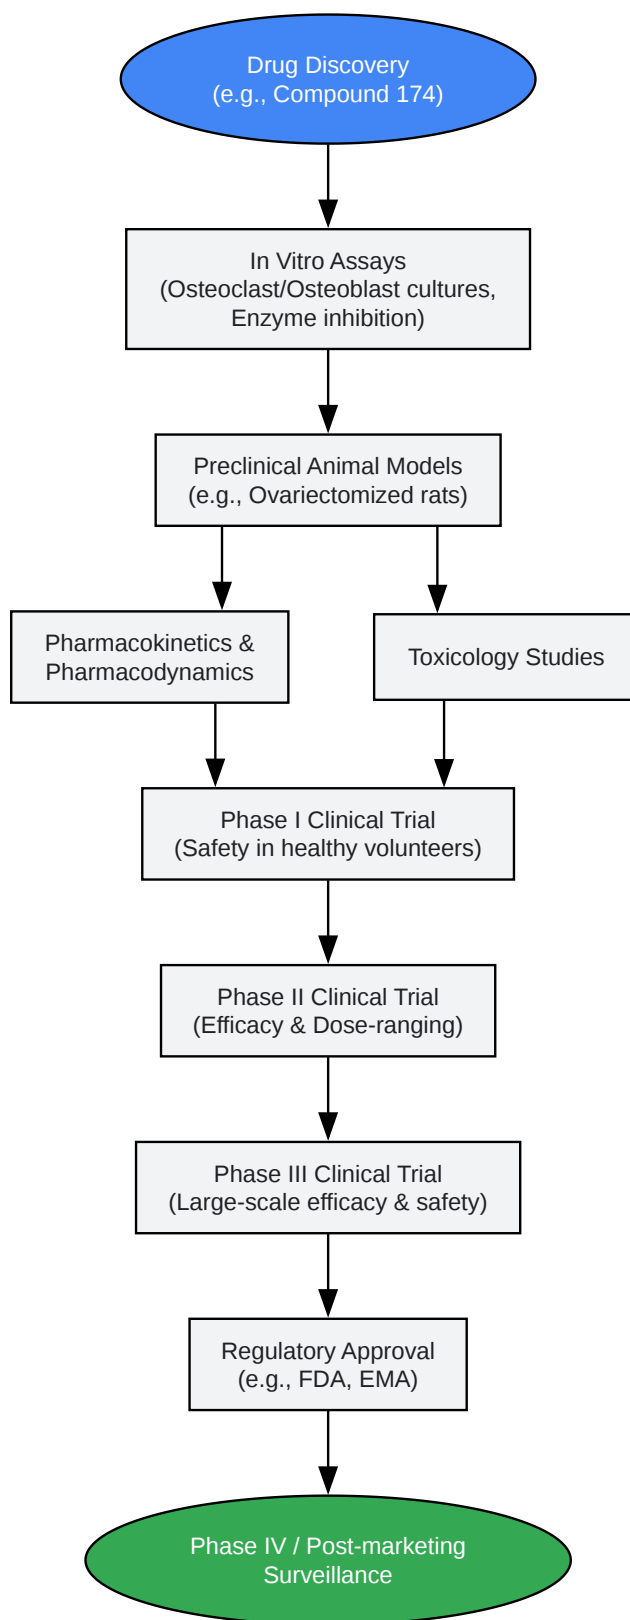 Drug Discovery
(e.g., Compound 174)
In Vitro Assays
(Osteoclast/Osteoblast cultures,
Enzyme inhibition)
Preclinical Animal Models
(e.g., Ovariectomized rats)
Pharmacokinetics &
Pharmacodynamics
Toxicology Studies
Phase I Clinical Trial
(Safety in healthy volunteers)
Phase II Clinical Trial
(Efficacy & Dose-ranging)
Phase III Clinical Trial
(Large-scale efficacy & safety)
Regulatory Approval
(e.g., FDA, EMA)
Phase IV / Post-marketing
Surveillance